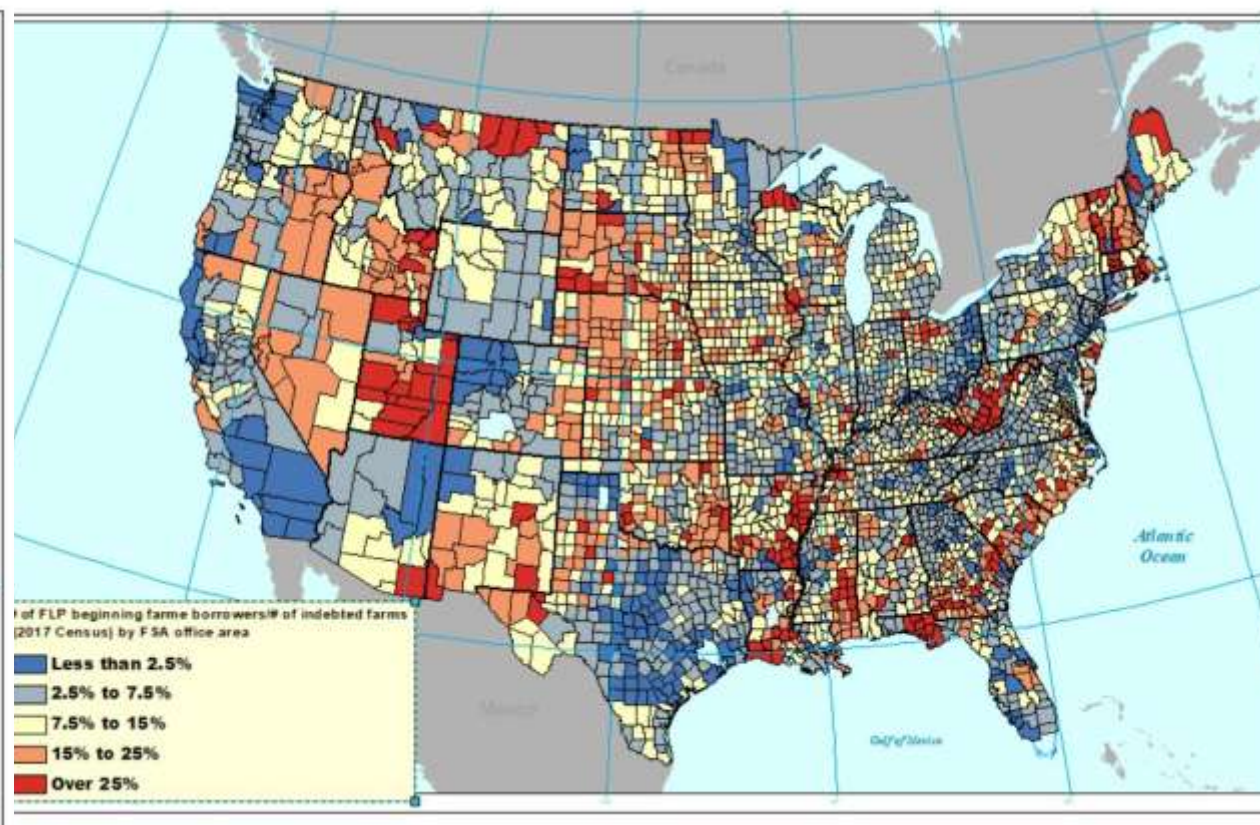 Canada
Atlantic
Ocean
of FLP beginning farme borrowers/# of indebted farms
(2017 Census) by FSA office area
Less than 2.5%
2.5% to 7.5%
Mexico
7.5% to 15%
Gulf of Mexico
15% to 25%
Over 25%